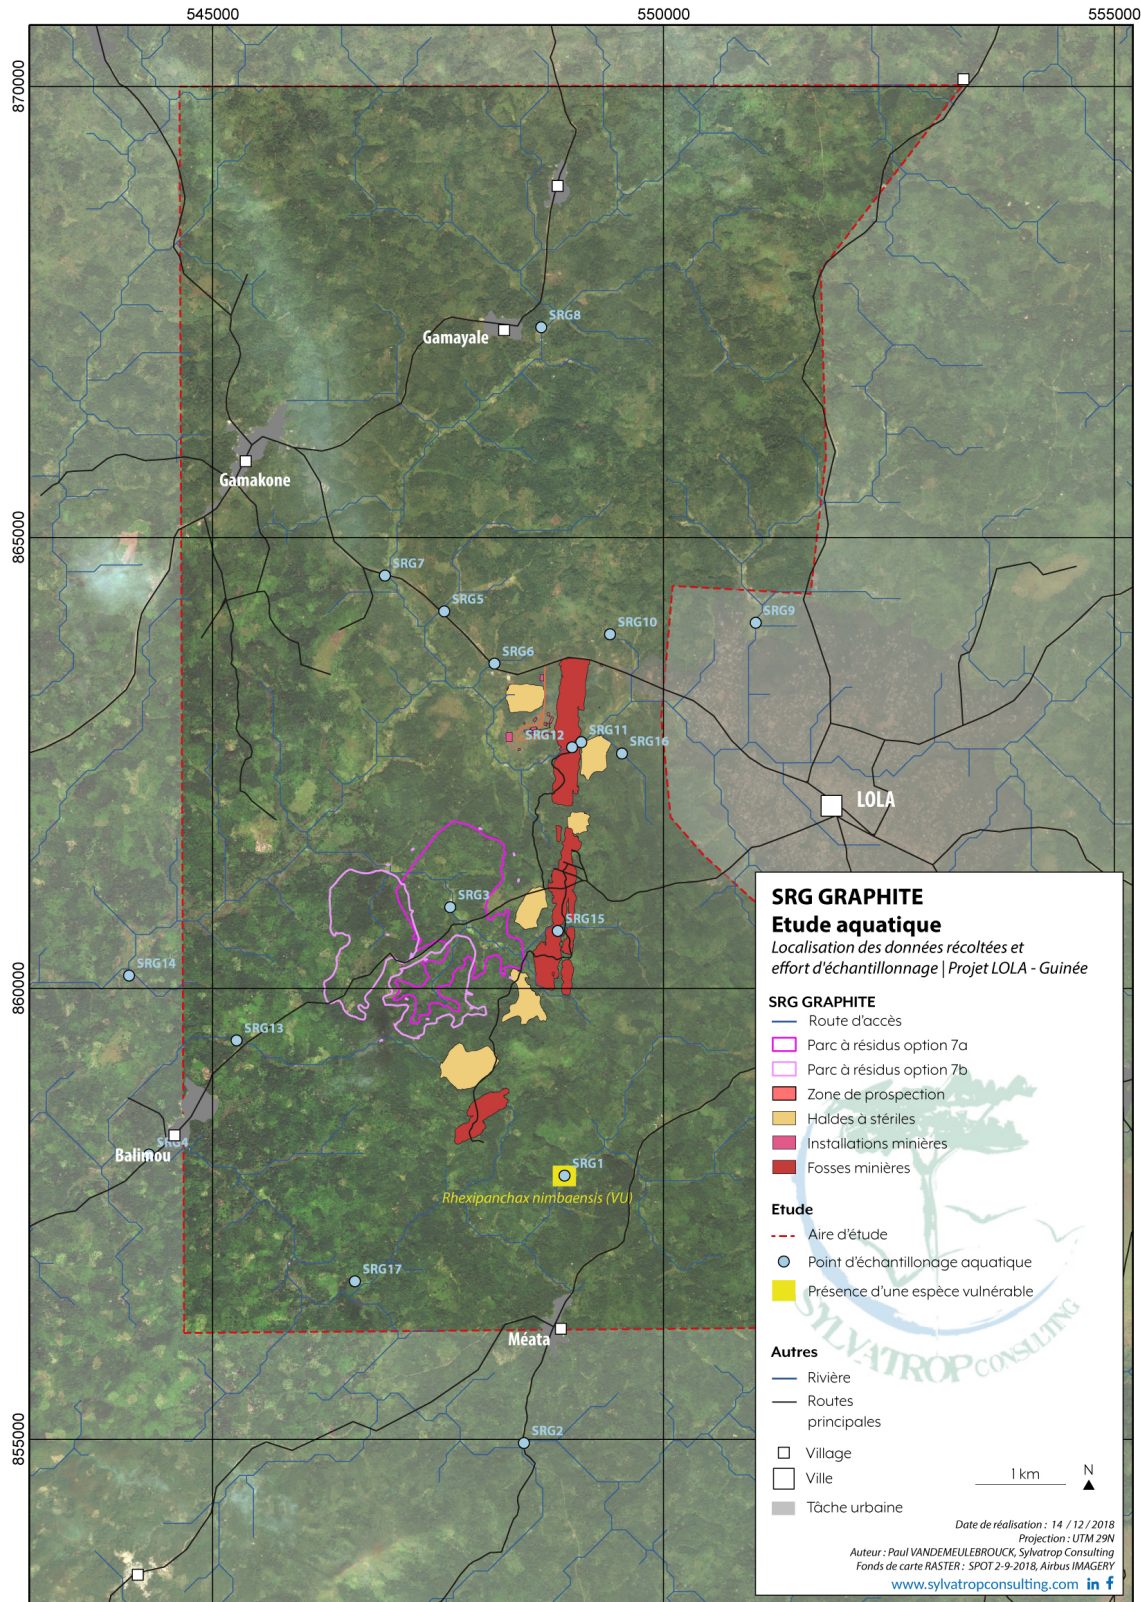 545000
550000
555000
870000
SRG8
Gamayale
Gamakone
865000
SRG7
SRG5
SRG9
SRG10
SRG6
SRG11
SRG12
SRG16
LOLA
SRG3
SRG15
SRG14
860000
SRG13
SRG4
Balimou
SRG1
Rhexipanchax nimbaensis (VU)
SRG17
Méata
855000
SRG2
SRG GRAPHITE
Etude aquatique
Localisation des données récoltées et
effort d'échantillonnage | Projet LOLA - Guinée
SRG GRAPHITE
Route d'accès
Parc à résidus option 7a
Parc à résidus option 7b
Zone de prospection
Haldes à stériles
Installations minières
Fosses minières
Etude
Aire d'étude
Point d'échantillonage aquatique
Présence d'une espèce vulnérable
SYLVATROP CONSULTING
Autres
Rivière
Routes
principales
Village
Ville
Tâche urbaine
1 km
N
Date de réalisation : 14 / 12 / 2018
Projection : UTM 29N
Auteur : Paul VANDEMEULEBROUCK, Sylvatrop Consulting
Fonds de carte RASTER : SPOT 2-9-2018, Airbus IMAGERY
www.sylvatropconsulting.com in f